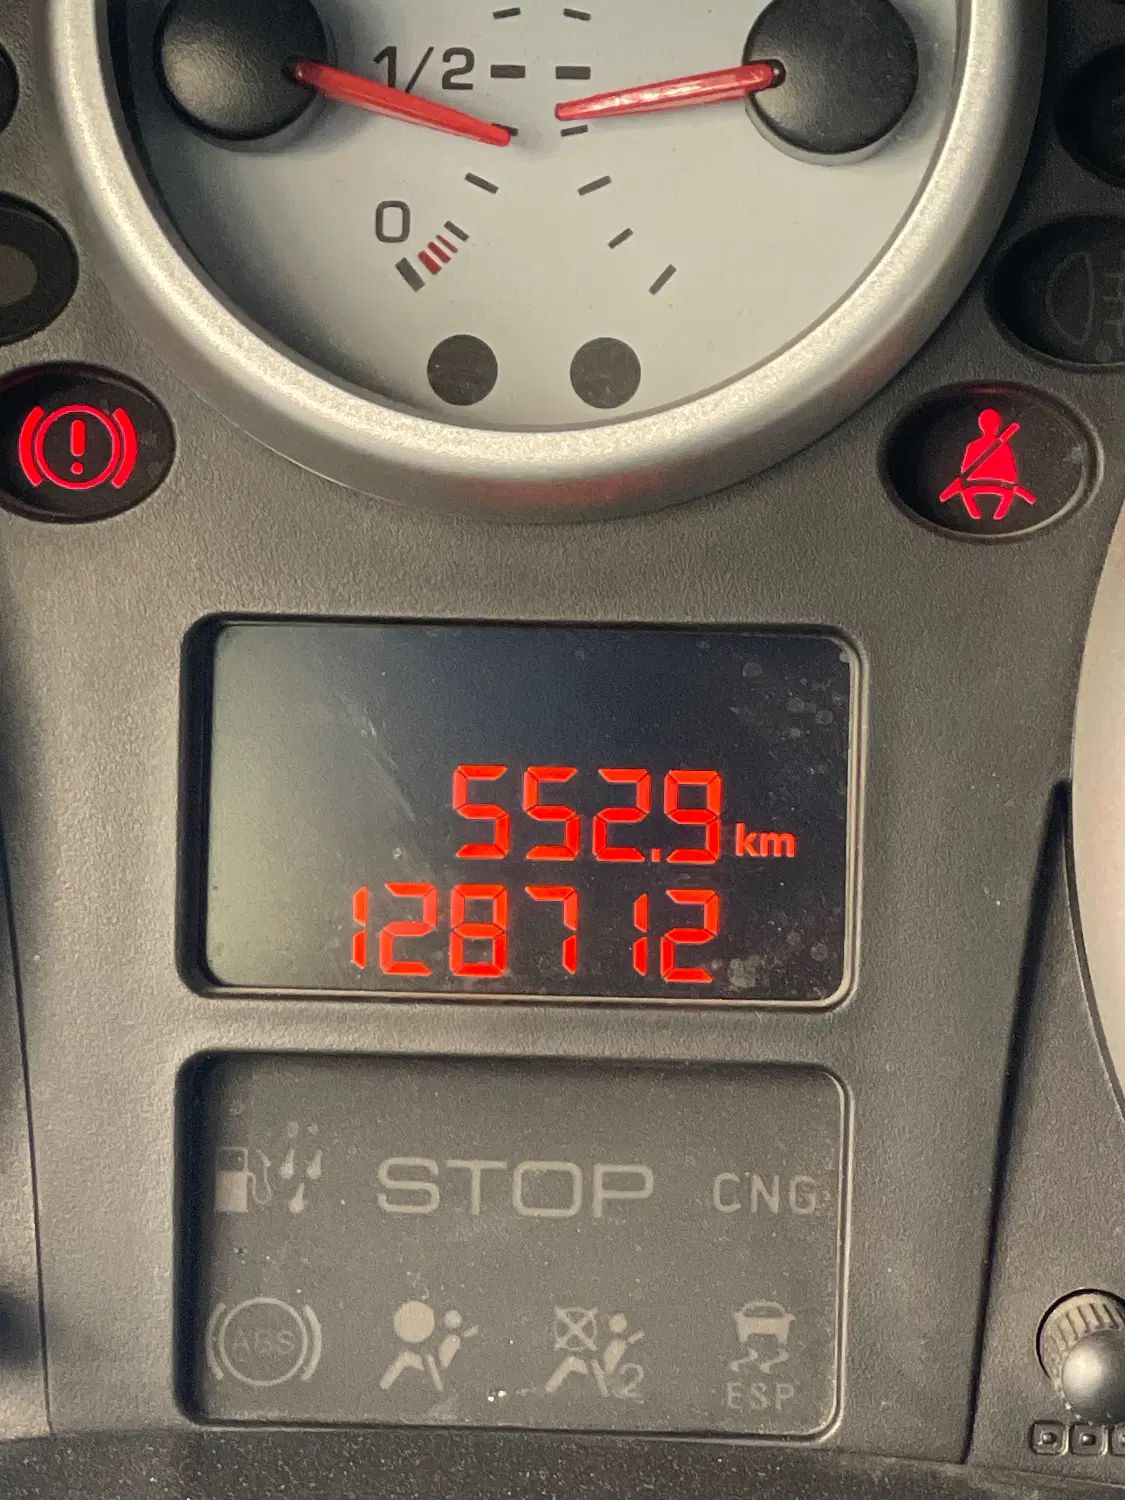 1/2
0
552.9 km
128712
STOP CNG
ABS
2
ESP